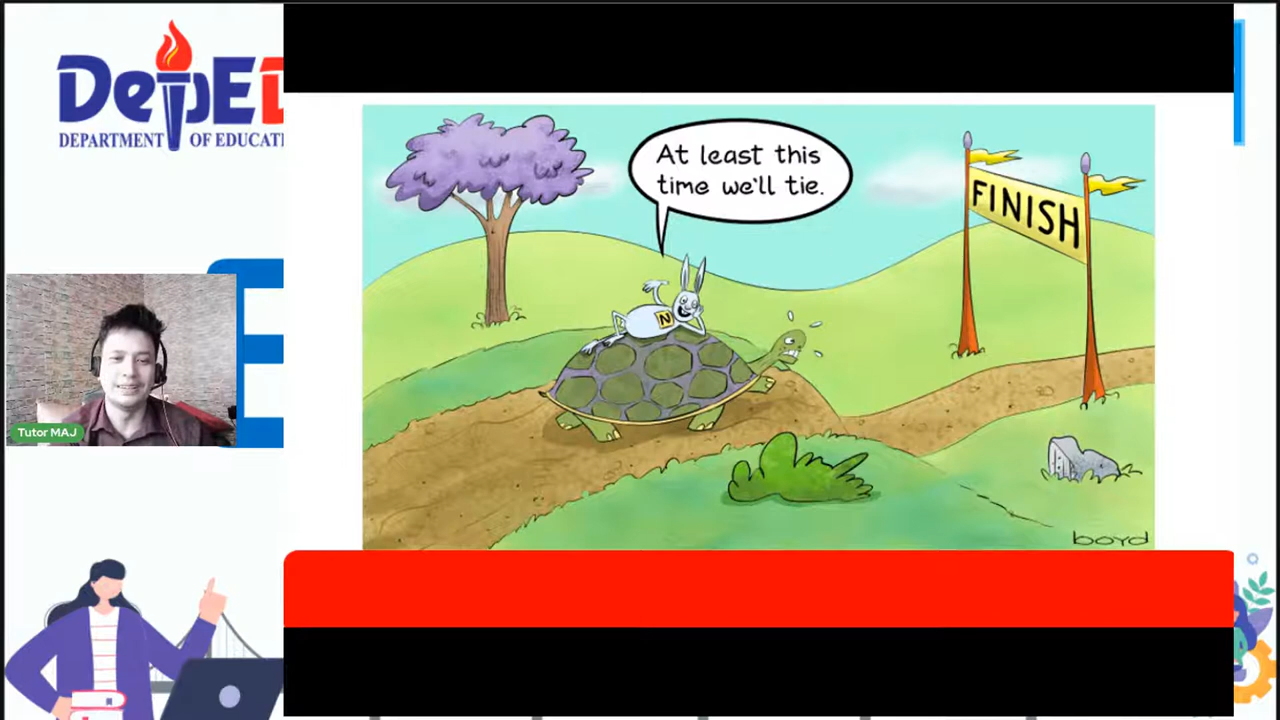 DepED
DEPARTMENT OF EDUCATI
At least this
time we'll tie.
FINISH
N
Tutor MAJ
E
boyd